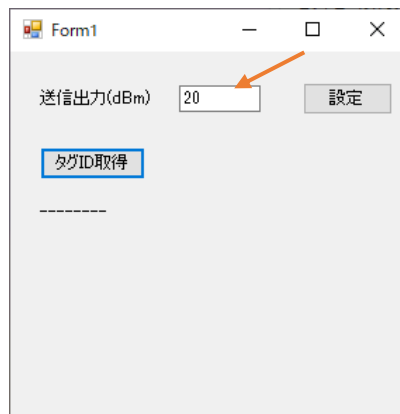 Form1
送信出力(dBm) 20 設定
タグID取得
--------